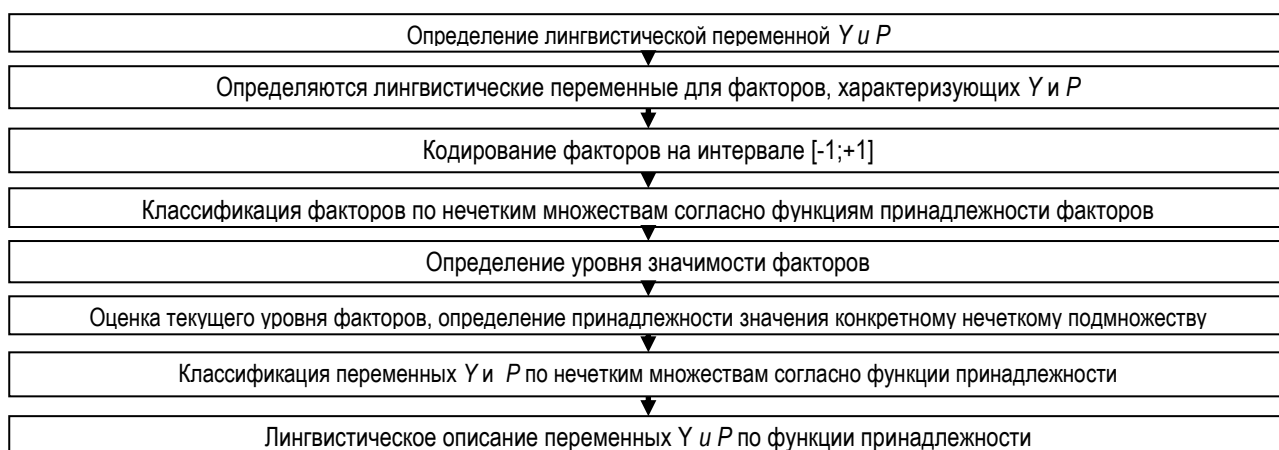 Определение лингвистической переменной Y и P
Определяются лингвистические переменные для факторов, характеризующих Y и P
Кодирование факторов на интервале [-1;+1]
Классификация факторов по нечетким множествам согласно функциям принадлежности факторов
Определение уровня значимости факторов
Оценка текущего уровня факторов, определение принадлежности значения конкретному нечеткому подмножеству
Классификация переменных Y и P по нечетким множествам согласно функции принадлежности
Лингвистическое описание переменных Y и P по функции принадлежности